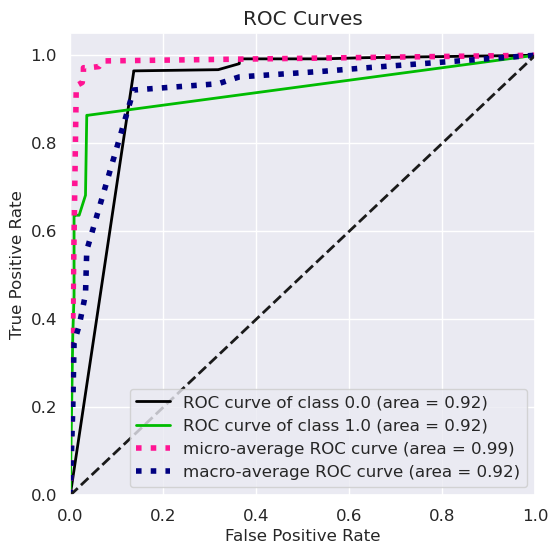 ROC Curves
True Positive Rate
1.0
0.8
0.6
0.4
0.2
0.0
ROC curve of class 0.0 (area = 0.92)
ROC curve of class 1.0 (area = 0.92)
micro-average ROC curve (area = 0.99)
macro-average ROC curve (area = 0.92)
0.0 0.2 0.4 0.6 0.8 1.0
False Positive Rate